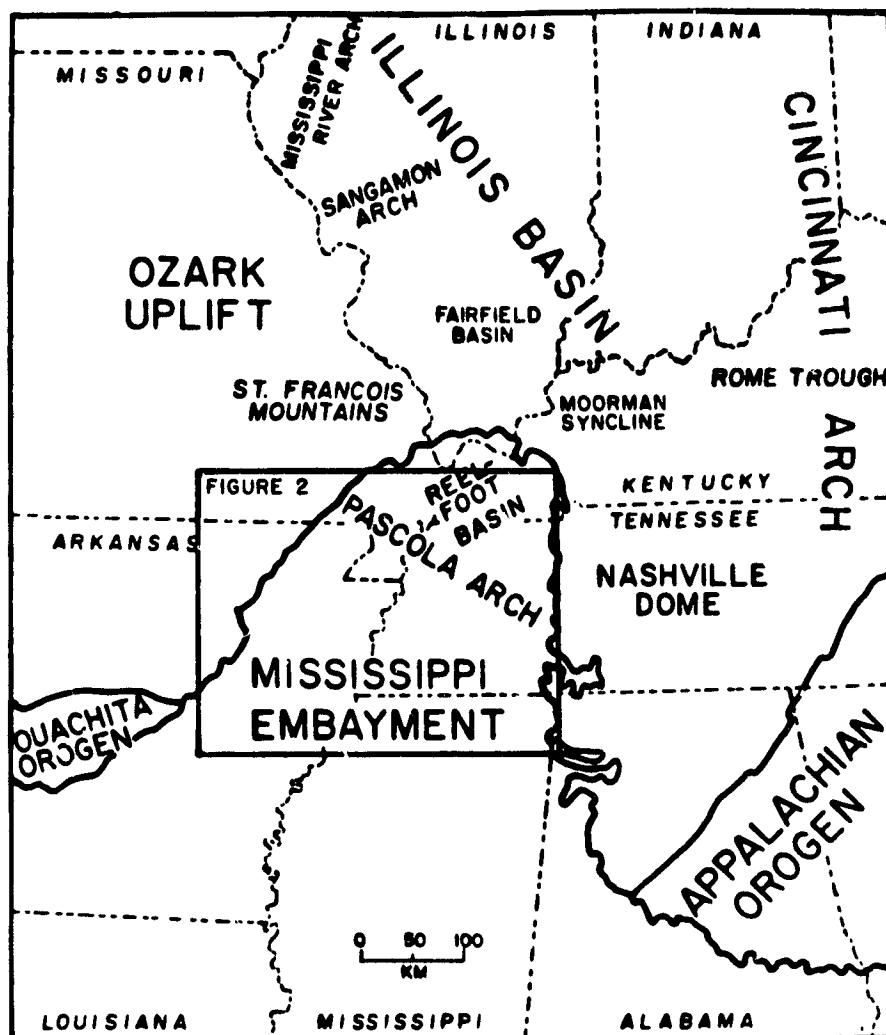 ILLINOIS
INDIANA
MISSOURI
MISSISSIPPI
RIVER ARCH
ILLINOIS BASIN
CINCINNATI ARCH
SANGAMON
ARCH
OZARK
UPLIFT
FAIRFIELD
BASIN
ROME TROUGH
ST. FRANCOIS
MOUNTAINS
MOORMAN
SYNCLINE
FIGURE 2
REEL-
FOOT
BASIN
KENTUCKY
TENNESSEE
PASCOLA ARCH
ARKANSAS
NASHVILLE
DOME
MISSISSIPPI
EMBAYMENT
OUACHITA
OROGEN
APPALACHIAN
OROGEN
0 50 100
KM
LOUISIANA
MISSISSIPPI
ALABAMA